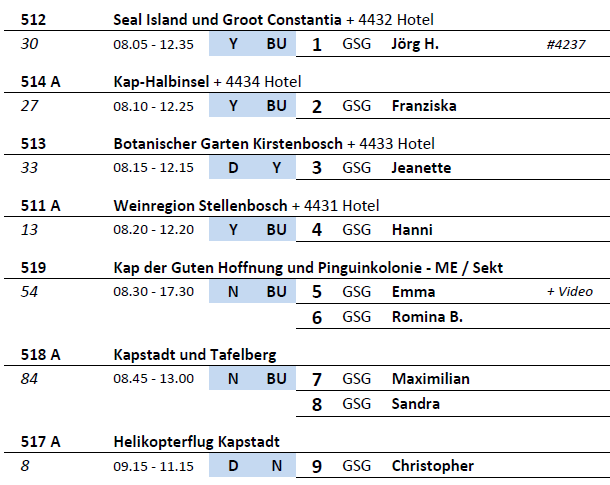 512 Seal Island und Groot Constantia + 4432 Hotel
30 08.05 - 12.35 Y BU 1 GSG Jörg H. #4237
514 A Kap-Halbinsel + 4434 Hotel
27 08.10 - 12.25 Y BU 2 GSG Franziska
513 Botanischer Garten Kirstenbosch + 4433 Hotel
33 08.15 - 12.15 D Y 3 GSG Jeanette
511 A Weinregion Stellenbosch + 4431 Hotel
13 08.20 - 12.20 Y BU 4 GSG Hanni
519 Kap der Guten Hoffnung und Pinguinkolonie - ME / Sekt
54 08.30 - 17.30 N BU 5 GSG Emma + Video
6 GSG Romina B.
518 A Kapstadt und Tafelberg
84 08.45 - 13.00 N BU 7 GSG Maximilian
8 GSG Sandra
517 A Helikopterflug Kapstadt
8 09.15 - 11.15 D N 9 GSG Christopher